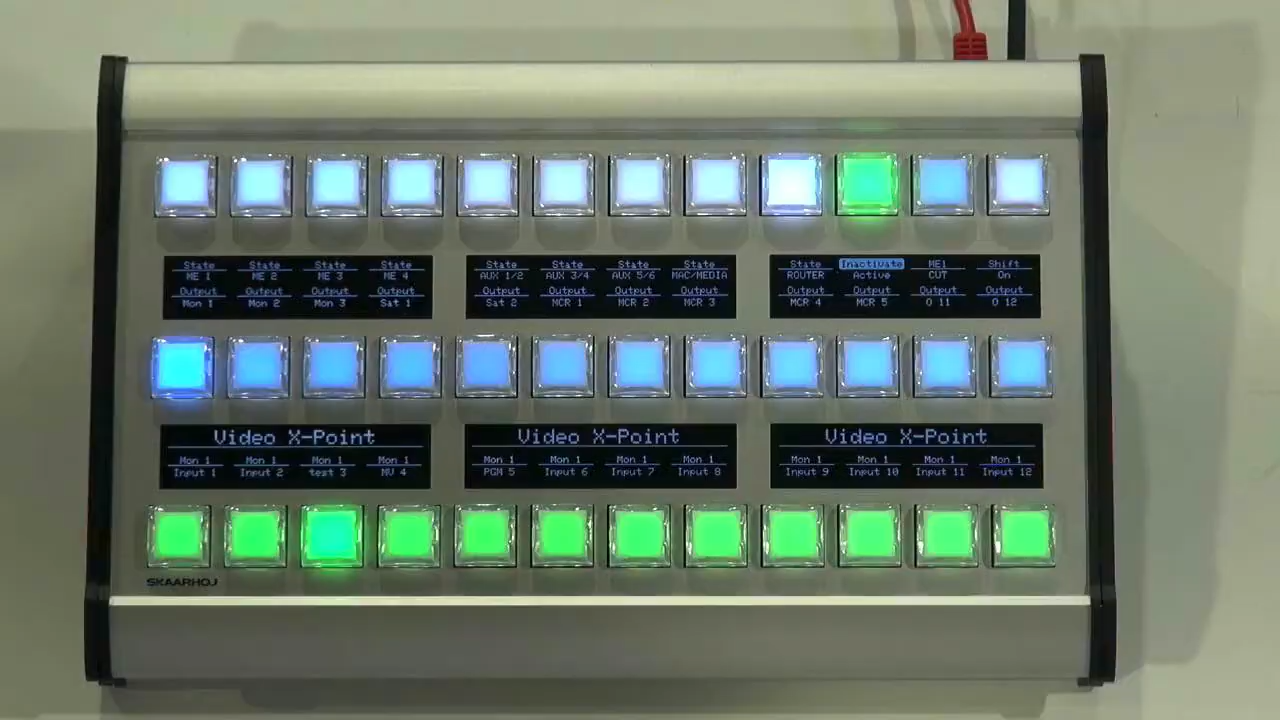 State State State State State State State State State Inactivate ME1 Shift
ME 1 ME 2 ME 3 ME 4 AUX 1/2 AUX 3/4 AUX 5/6 MAC/MEDIA ROUTER Active CUT On
Output Output Output Output Output Output Output Output Output Output Output Output
Mon 1 Mon 2 Mon 3 Sat 1 Sat 2 MCR 1 MCR 2 MCR 3 MCR 4 MCR 5 O 11 O 12
Video X-Point Video X-Point Video X-Point
Mon 1 Mon 1 Mon 1 Mon 1 Mon 1 Mon 1 Mon 1 Mon 1 Mon 1 Mon 1 Mon 1 Mon 1
Input 1 Input 2 test 3 MV 4 PGM 5 Input 6 Input 7 Input 8 Input 9 Input 10 Input 11 Input 12
SKAARHOJ